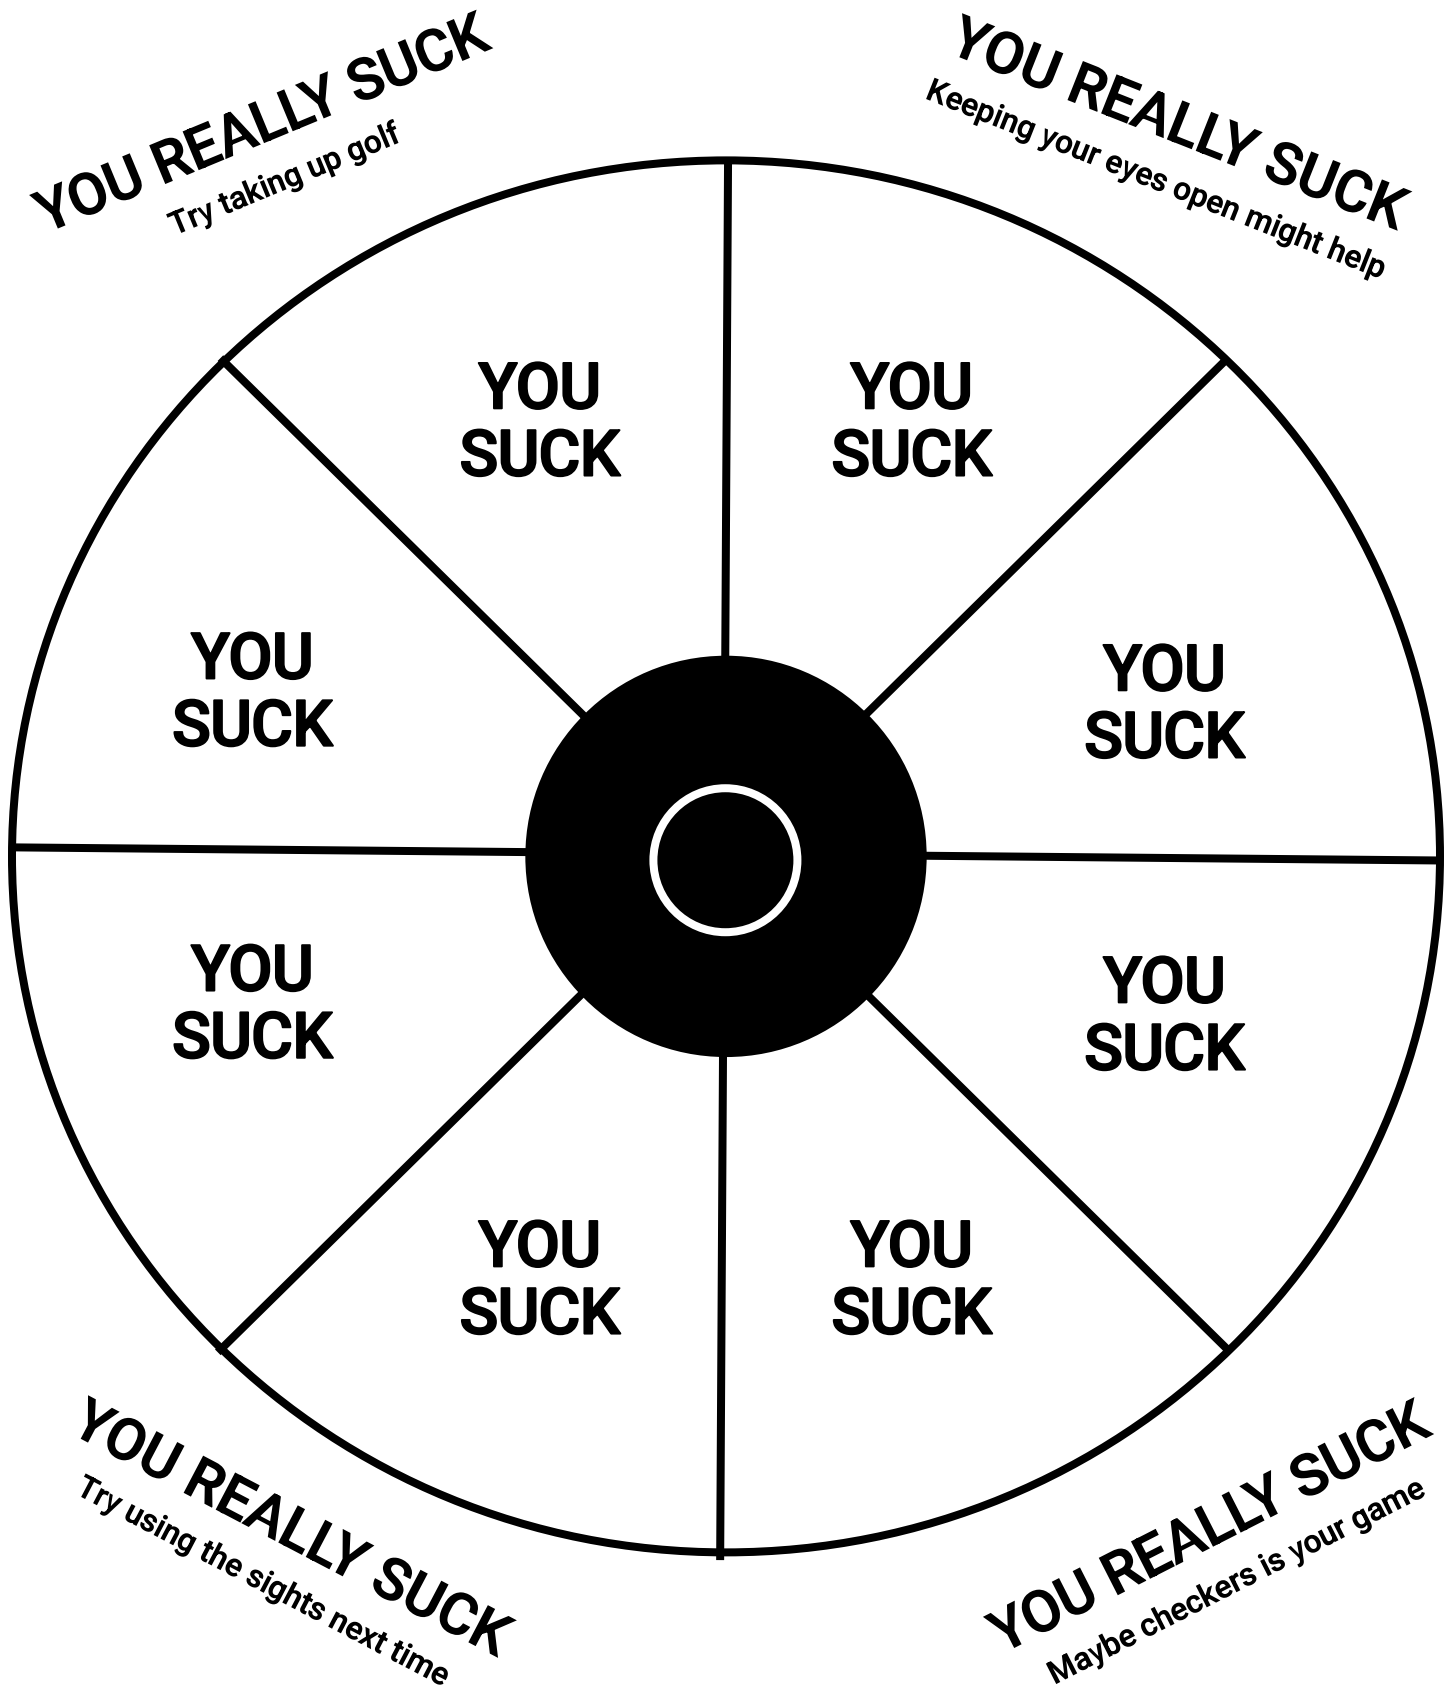 YOU REALLY SUCK
Try taking up golf
YOU REALLY SUCK
Keeping your eyes open might help
YOU
SUCK
YOU
SUCK
YOU
SUCK
YOU
SUCK
YOU
SUCK
YOU
SUCK
YOU
SUCK
YOU
SUCK
YOU REALLY SUCK
Try using the sights next time
YOU REALLY SUCK
Maybe checkers is your game